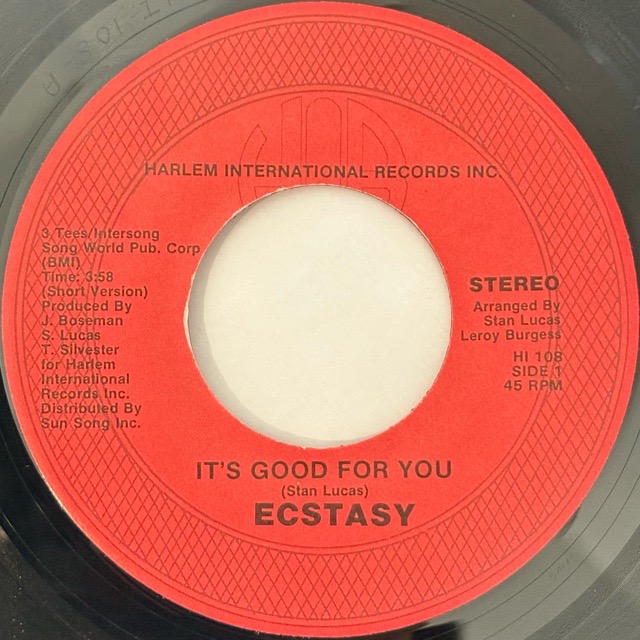 HARLEM INTERNATIONAL RECORDS INC.
3 Tees/Intersong
Song World Pub. Corp
(BMI)
Time: 3:58
(Short Version)
Produced By
J. Boseman
S. Lucas
T. Silvester
for Harlem
International
Records Inc.
Distributed By
Sun Song Inc.
STEREO
Arranged By
Stan Lucas
Leroy Burgess
HI 108
SIDE 1
45 RPM
IT'S GOOD FOR YOU
(Stan Lucas)
ECSTASY